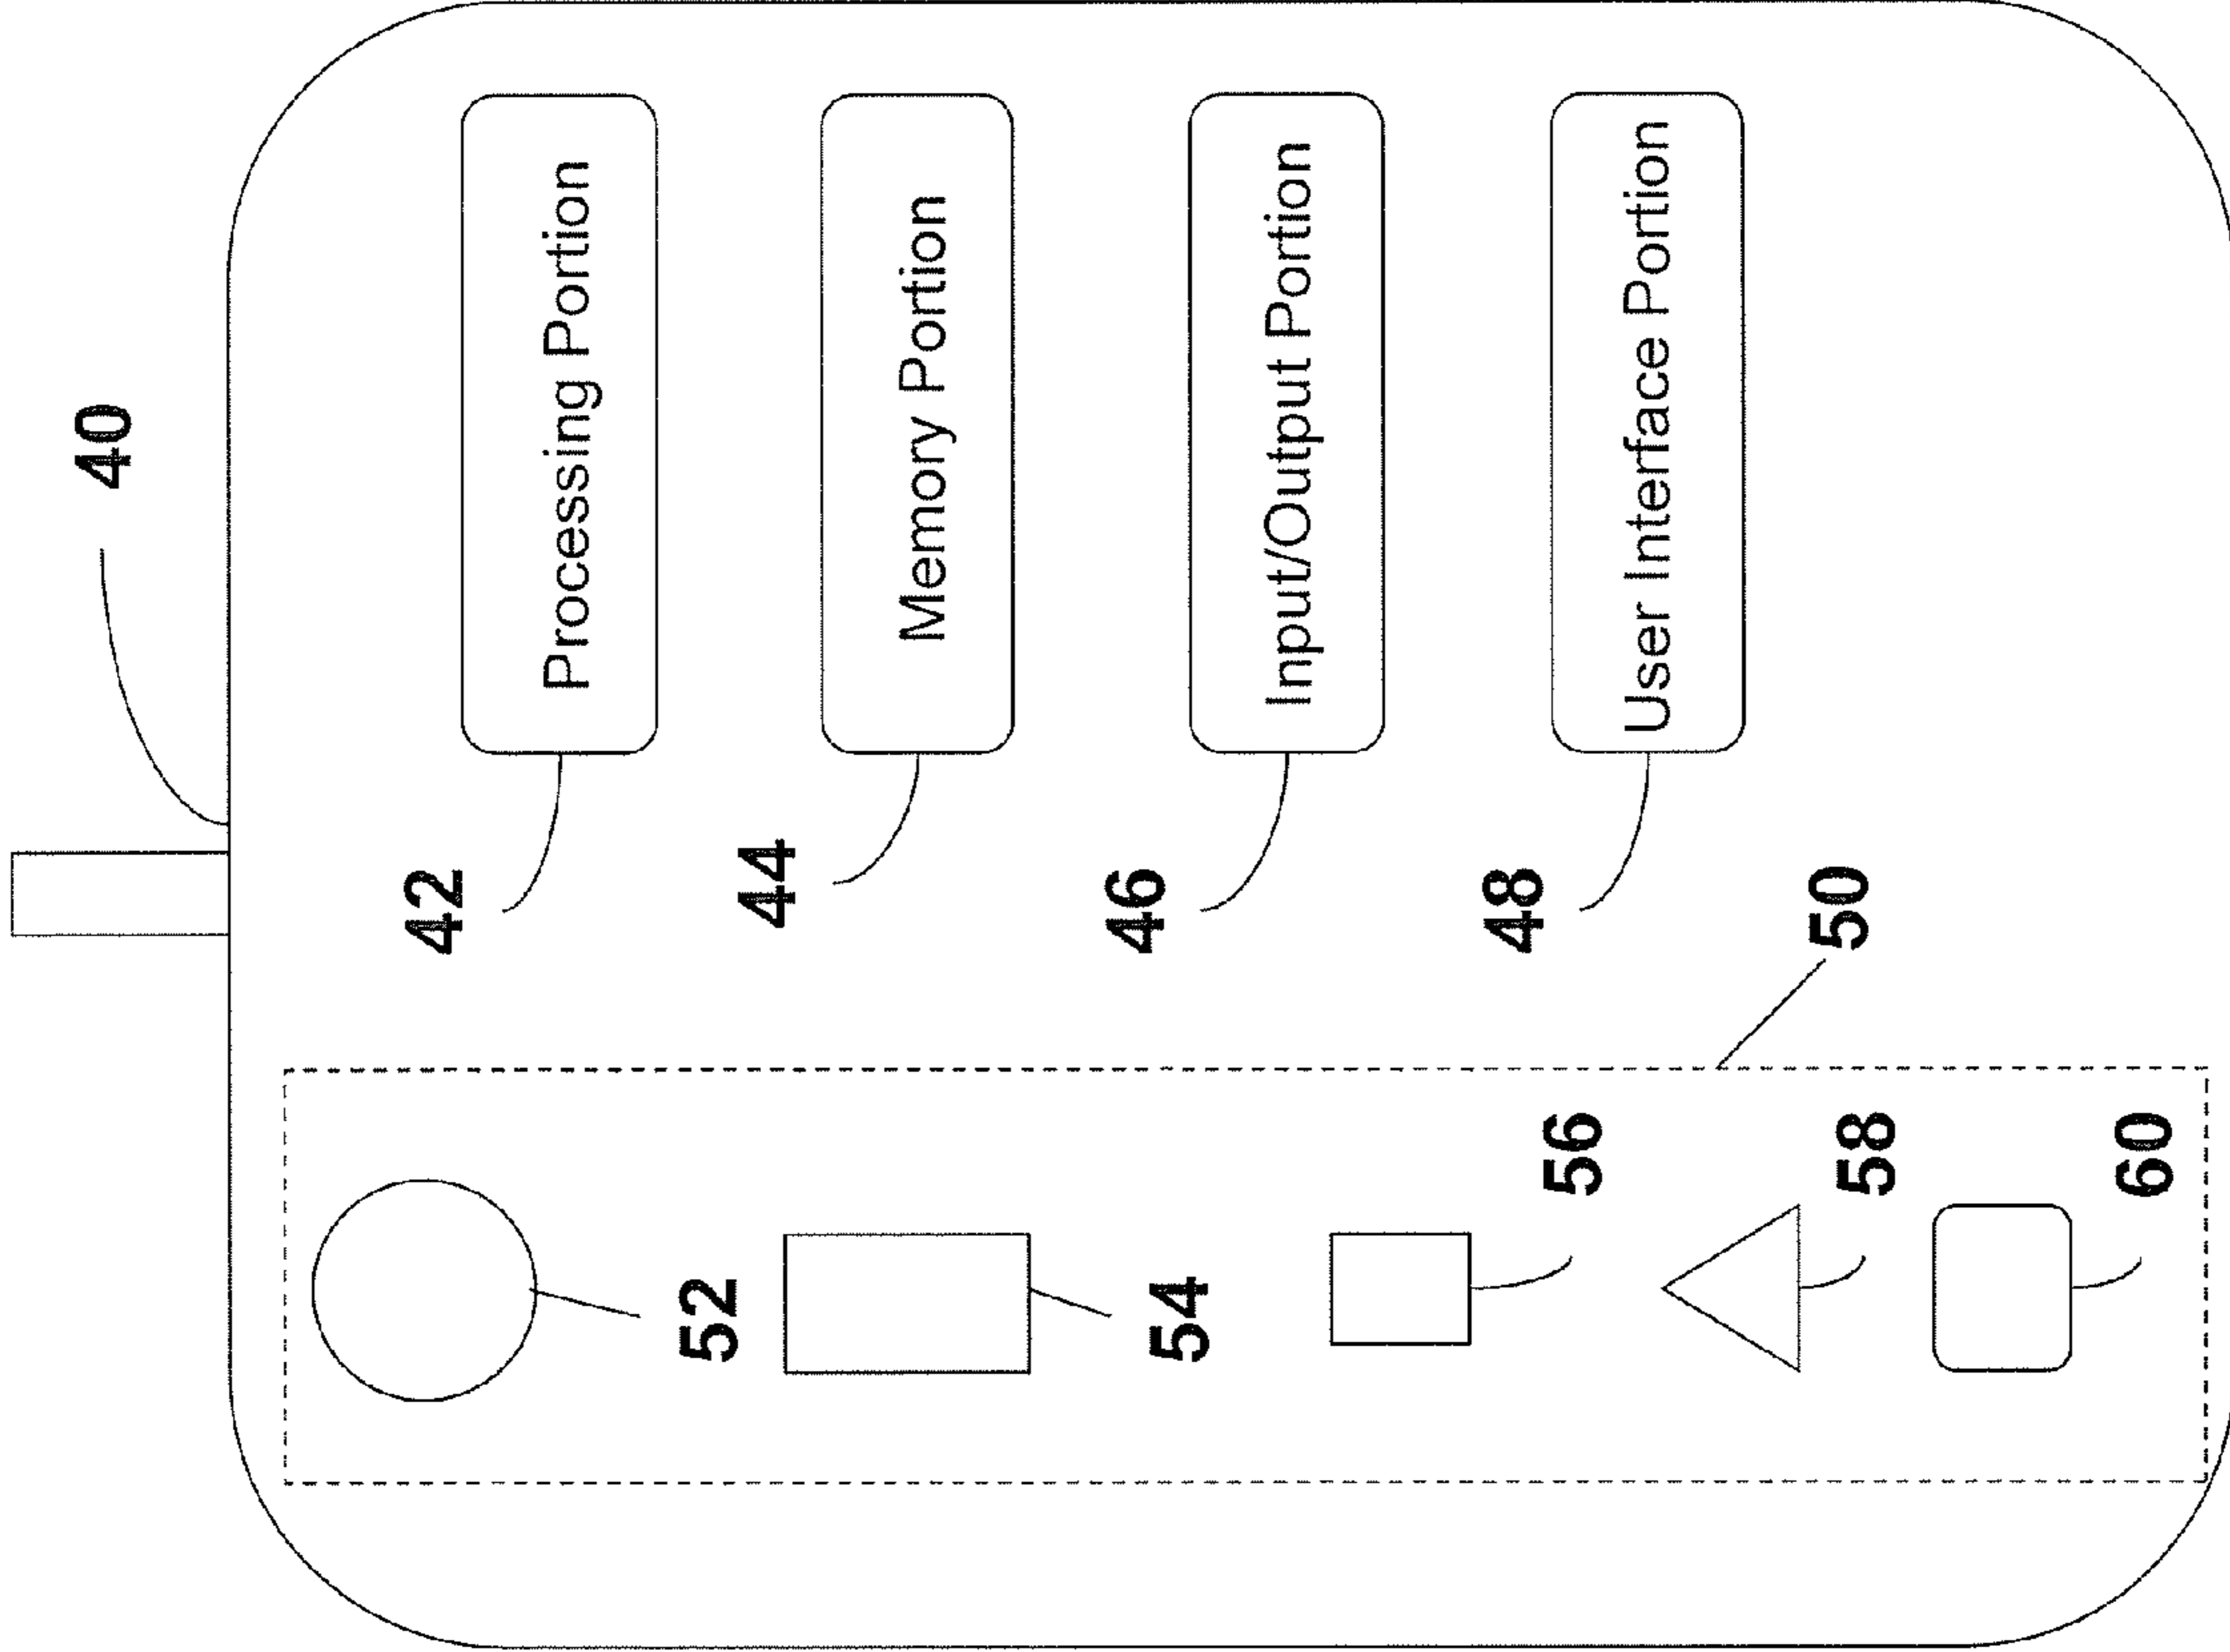 40
42
Processing Portion
44
Memory Portion
46
Input/Output Portion
48
User Interface Portion
50
52
54
56
58
60